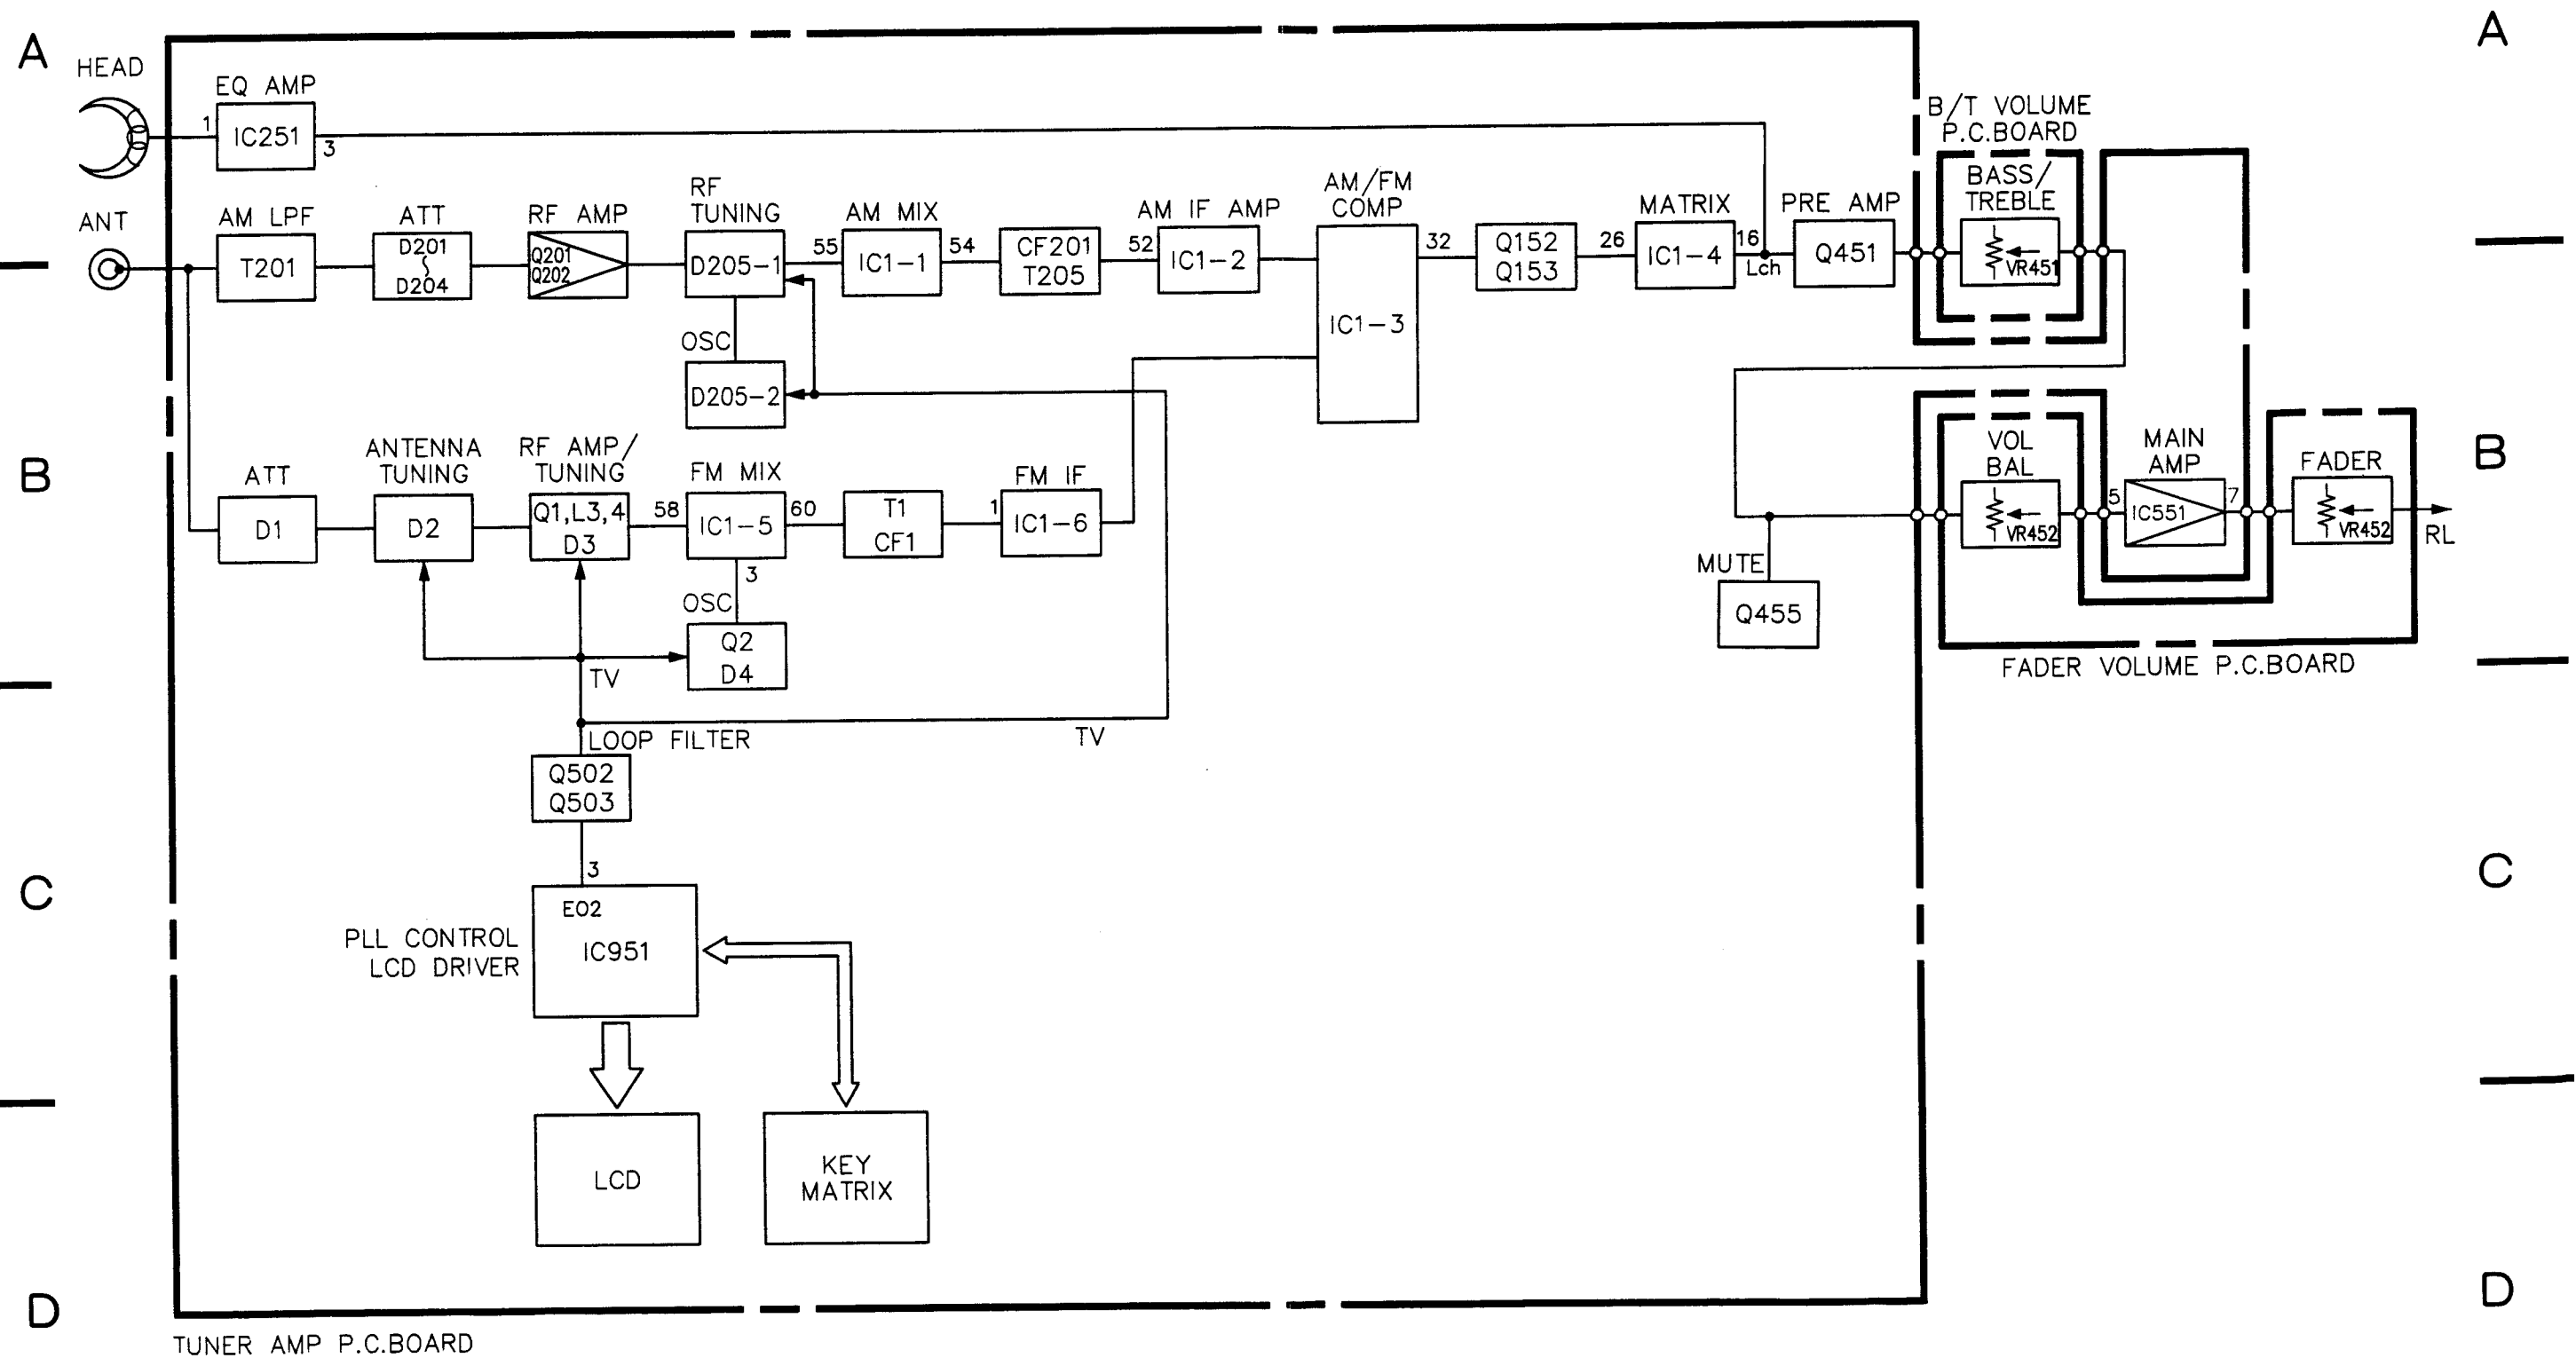 A
A
HEAD
EQ AMP
1
IC251
3
B/T VOLUME
P.C.BOARD
ANT
AM LPF
T201
ATT
D201
D204
RF AMP
Q201
Q202
RF
TUNING
D205-1
55
AM MIX
IC1-1
54
CF201
T205
52
AM IF AMP
IC1-2
AM/FM
COMP
IC1-3
32
Q152
Q153
26
MATRIX
IC1-4
16
Lch
PRE AMP
Q451
BASS/
TREBLE
VR451
OSC
D205-2
B
B
ATT
D1
ANTENNA
TUNING
D2
RF AMP/
TUNING
Q1,L3,4
D3
58
FM MIX
IC1-5
60
3
T1
CF1
1
FM IF
IC1-6
VOL
BAL
VR452
MAIN
AMP
5
IC551
7
FADER
VR452
RL
MUTE
Q455
OSC
Q2
D4
TV
FADER VOLUME P.C.BOARD
LOOP FILTER
TV
Q502
Q503
3
C
C
EO2
IC951
PLL CONTROL
LCD DRIVER
LCD
KEY
MATRIX
D
D
TUNER AMP P.C.BOARD